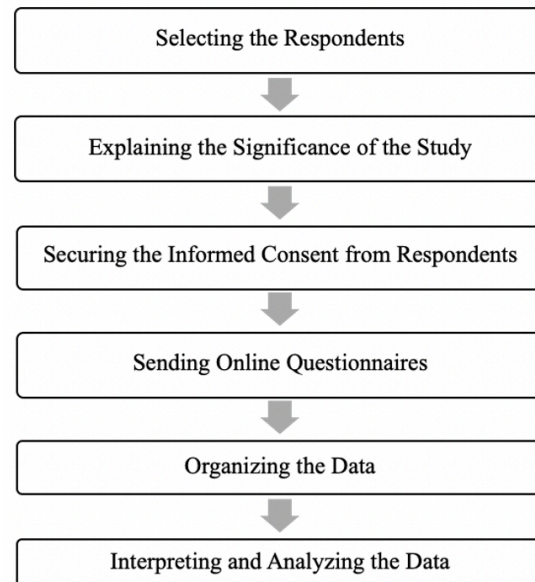 Selecting the Respondents
Explaining the Significance of the Study
Securing the Informed Consent from Respondents
Sending Online Questionnaires
Organizing the Data
Interpreting and Analyzing the Data